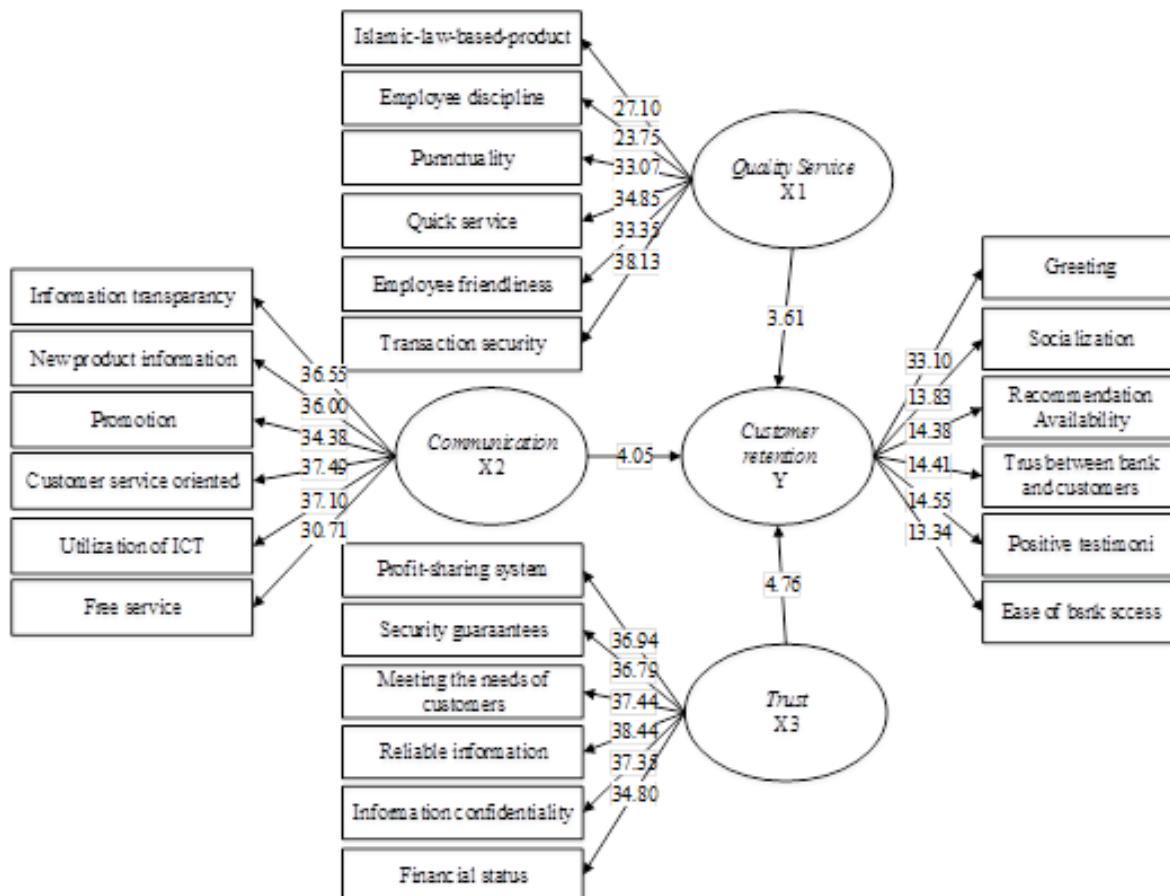 Islamic-law-based-product
Employee discipline
Punnctuality
Quick service
Employee friendliness
Transaction security
27.10
23.75
33.07
34.85
33.35
38.13
Quality Service
X1
3.61
Information transparancy
New product information
Promotion
Customer service oriented
Utilization of ICT
Free service
36.55
36.00
34.38
37.49
37.10
30.71
Communication
X2
4.05
Customer
retention
Y
33.10
13.83
14.38
14.41
14.55
13.34
Greeting
Socialization
Recommendation
Availability
Trus between bank
and customers
Positive testimoni
Ease of bank sccess
Profit-sharing system
Security guaraantees
Meeting the needs of
customers
Reliable information
Information confidentiality
Financial status
36.94
36.79
37.44
38.44
37.35
34.80
4.76
Trust
X3